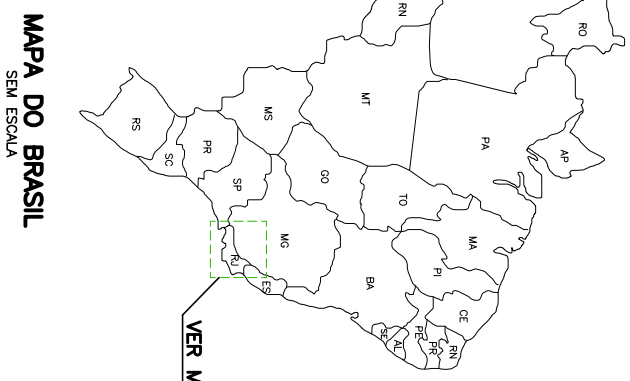 MAPA DO BRASIL
SEM ESCALA
RO
RN
AP
PA
MT
MS
RS
SC
PR
SP
GO
TO
MA
PI
CE
MG
BA
RJ
ES
SE
AL
PE
PR
RN
VER M